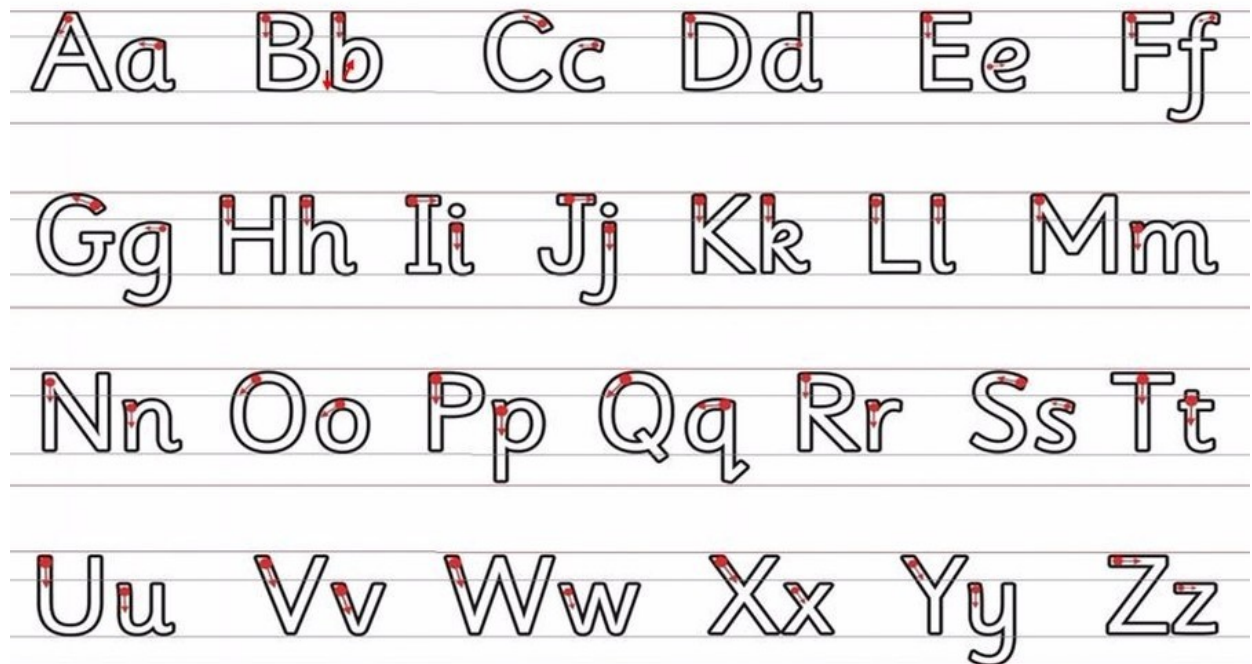 Aa Bb Cc Dd Ee Ff
Gg Hh Ii Jj Kk Ll Mm
Nn Oo Pp Qq Rr Ss Tt
Uu Vv Ww Xx Yy Zz